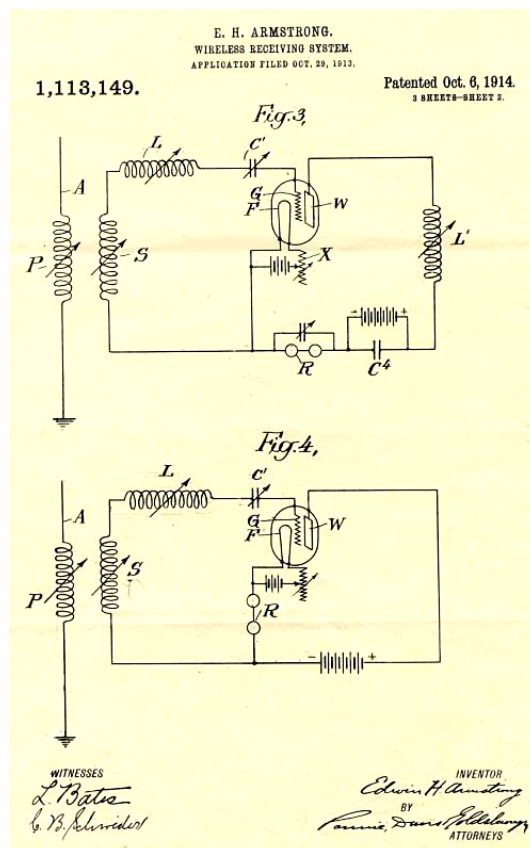 E. H. ARMSTRONG.
WIRELESS RECEIVING SYSTEM.
APPLICATION FILED OCT. 29, 1913.
1,113,149.
Patented Oct. 6, 1914.
3 SHEETS—SHEET 2.
Fig. 3,
L
C'
A
G
F
W
P
S
X
L'
- +
R
C4
Fig. 4,
L
C'
A
G
F
W
P
S
R
- +
WITNESSES
L. Bates
C. B. Schroeder
INVENTOR
Edwin H Armstrong
BY
ATTORNEYS